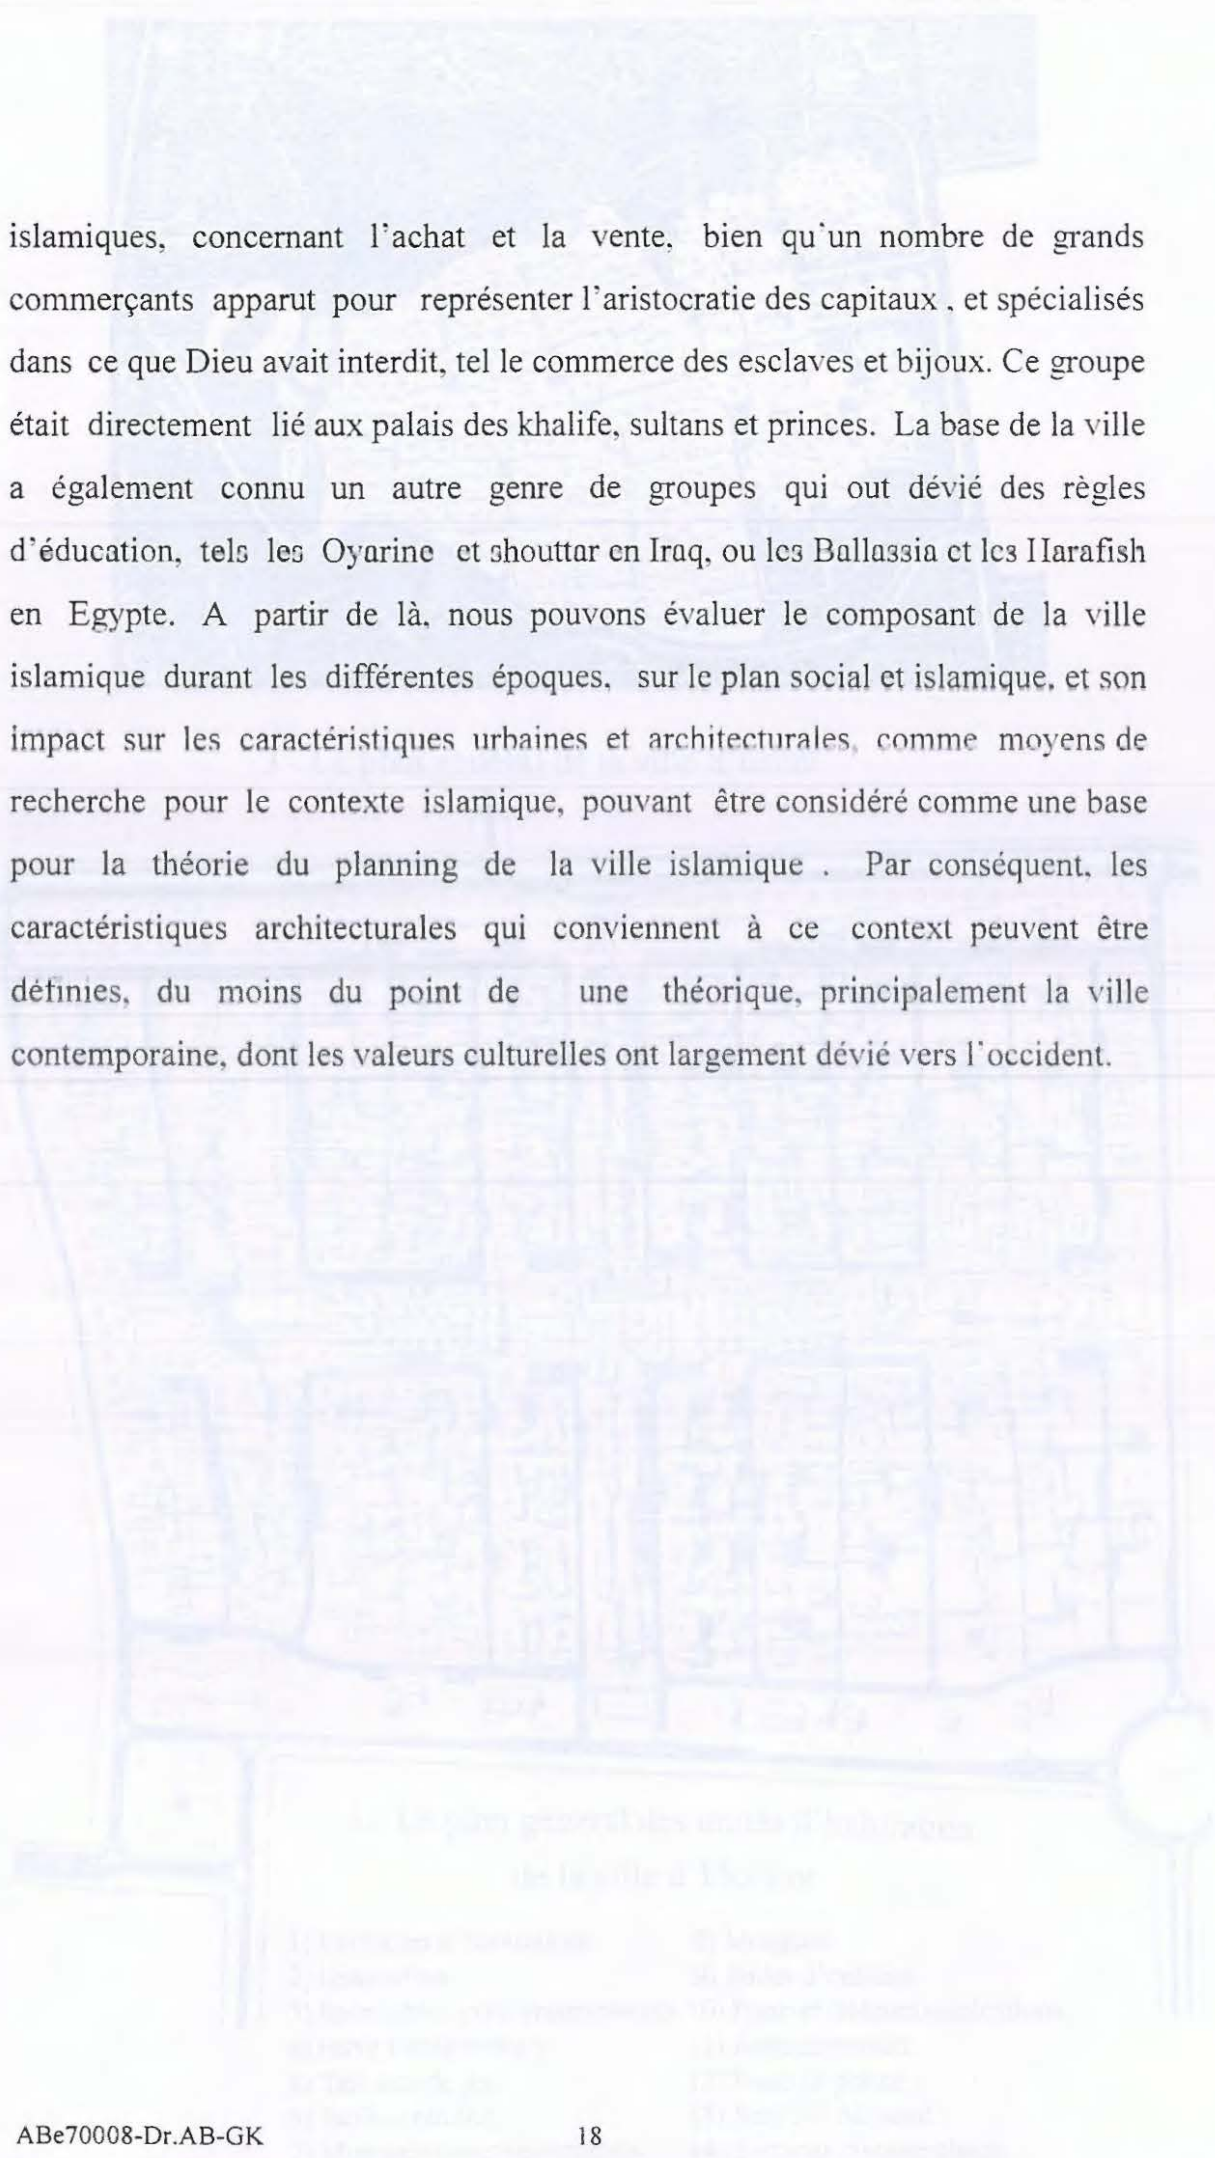 islamiques, concernant l'achat et la vente, bien qu'un nombre de grands
commerçants apparut pour représenter l'aristocratie des capitaux , et spécialisés
dans ce que Dieu avait interdit, tel le commerce des esclaves et bijoux. Ce groupe
était directement lié aux palais des khalife, sultans et princes. La base de la ville
a également connu un autre genre de groupes qui out dévié des règles
d'éducation, tels les Oyarine et shouttar en Iraq, ou les Ballassia et les Harafish
en Egypte. A partir de là, nous pouvons évaluer le composant de la ville
islamique durant les différentes époques, sur le plan social et islamique, et son
impact sur les caractéristiques urbaines et architecturales, comme moyens de
recherche pour le contexte islamique, pouvant être considéré comme une base
pour la théorie du planning de la ville islamique . Par conséquent, les
caractéristiques architecturales qui conviennent à ce context peuvent être
définies, du moins du point de une théorique, principalement la ville
contemporaine, dont les valeurs culturelles ont largement dévié vers l'occident.
de la ville
ABe70008-Dr.AB-GK 18